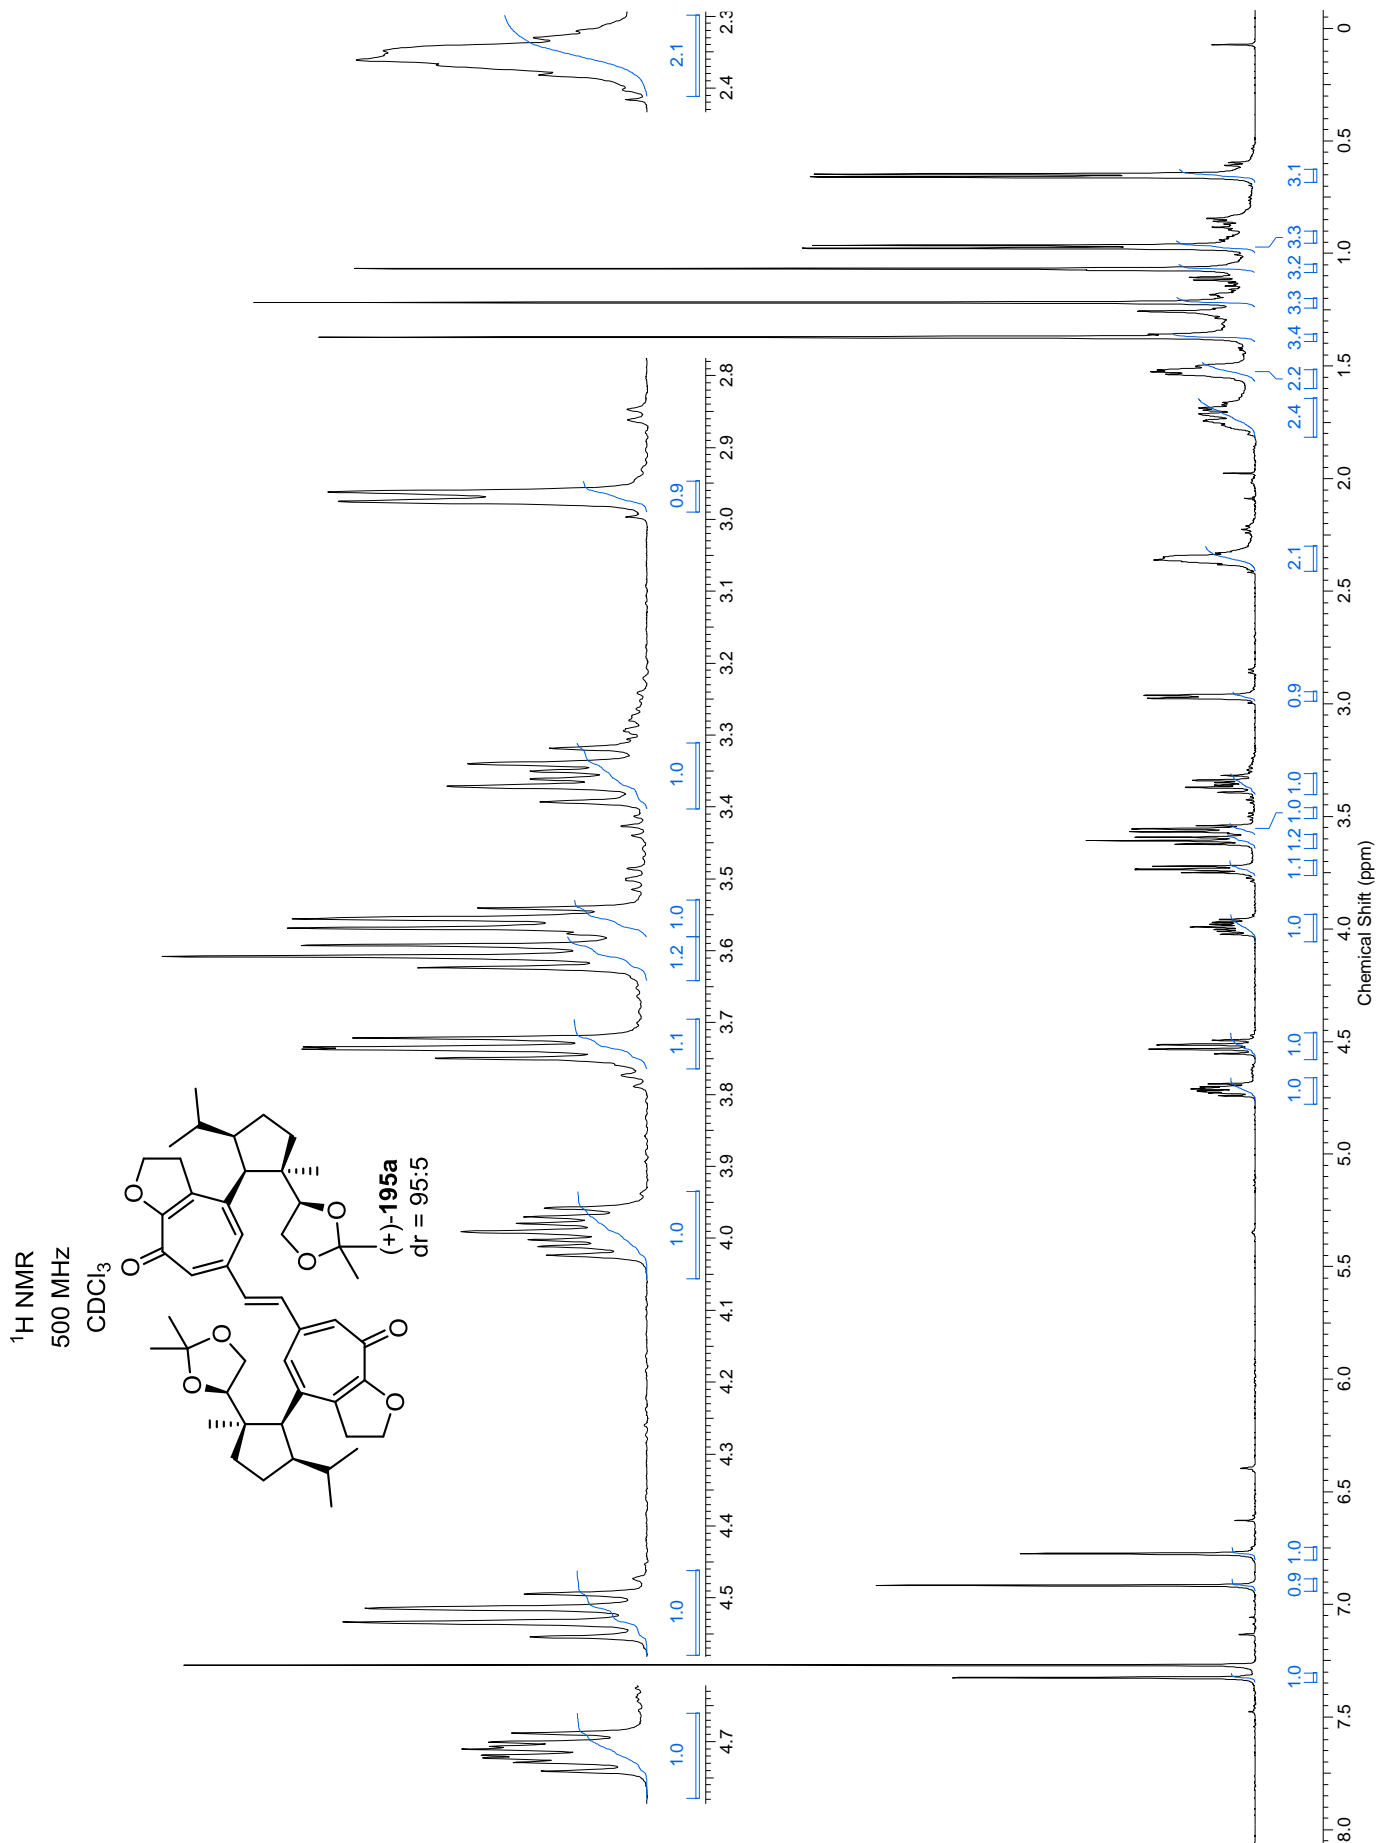 ¹H NMR
500 MHz
CDCl₃
O
O
O
O
O
O
O
O
(+)-195a
dr = 95:5
1.0 1.0 1.0 1.1 1.2 1.0 1.0 0.9 2.1
4.7 4.5 4.4 4.3 4.2 4.1 4.0 3.9 3.8 3.7 3.6 3.5 3.4 3.3 3.2 3.1 3.0 2.9 2.8 2.4 2.3
1.0 0.9 1.0 1.0 1.0 1.0 1.1 1.2 1.0 1.0 0.9 2.1 2.4 2.2 3.4 3.3 3.2 3.3 3.1
8.0 7.5 7.0 6.5 6.0 5.5 5.0 4.5 4.0 3.5 3.0 2.5 2.0 1.5 1.0 0.5 0
Chemical Shift (ppm)